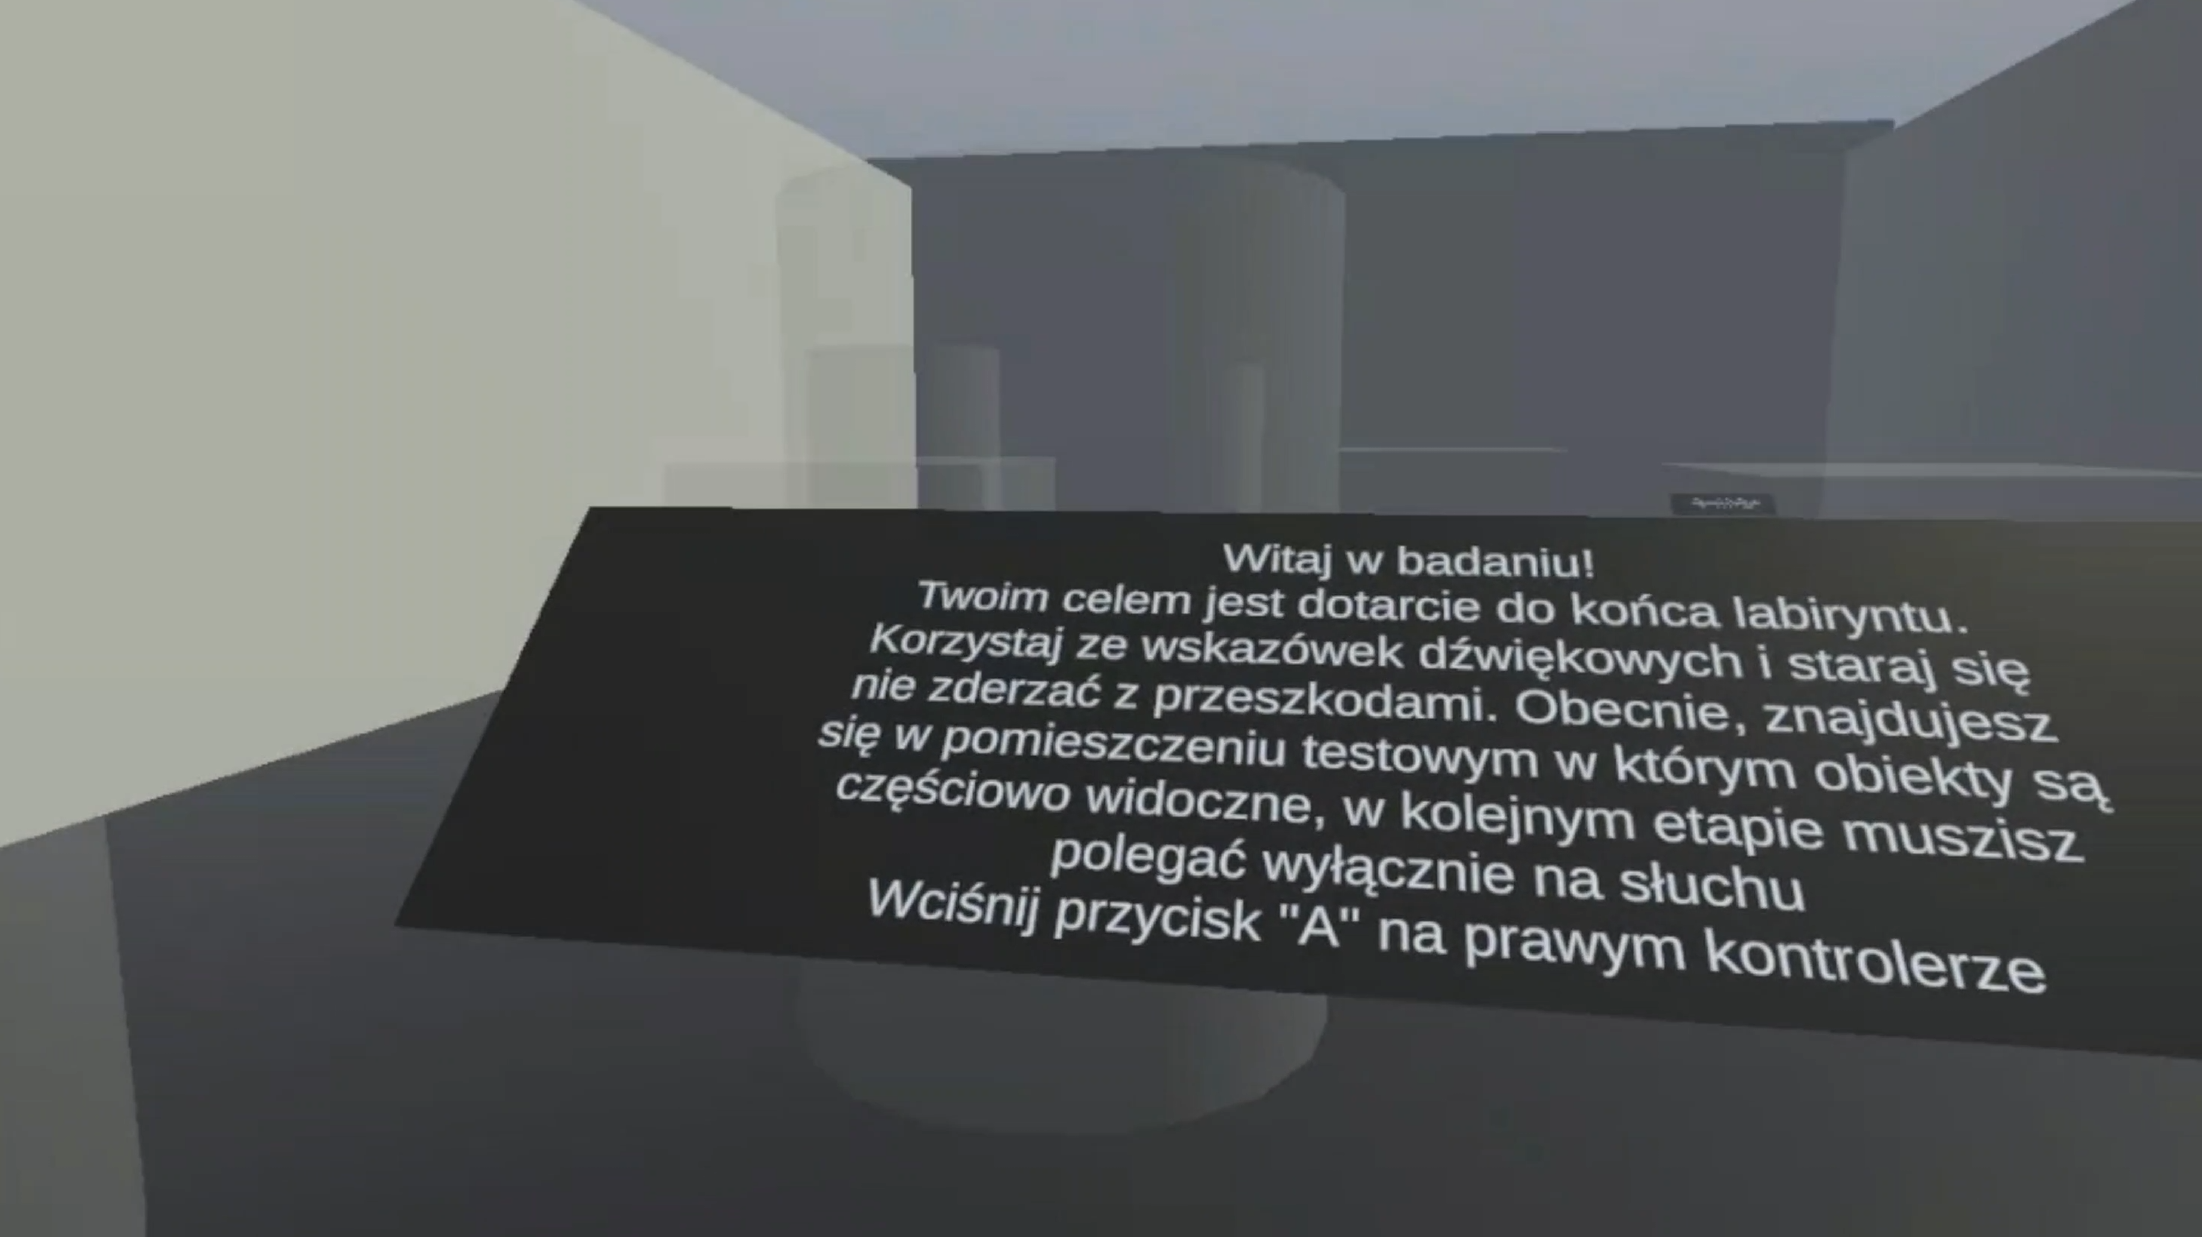 Witaj w badaniu!
Twoim celem jest dotarcie do końca labiryntu.
Korzystaj ze wskazówek dźwiękowych i staraj się
nie zderzać z przeszkodami. Obecnie, znajdujesz
się w pomieszczeniu testowym w którym obiekty są
częściowo widoczne, w kolejnym etapie muszisz
polegać wyłącznie na słuchu
Wciśnij przycisk "A" na prawym kontrolerze